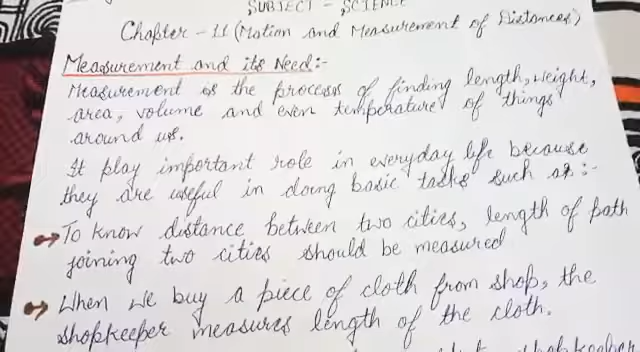 SUBJECT - SCIENCE
Chapter - 11 (Motion and Measurement of Distances)
Measurement and its Need:-
Measurement is the process of finding length, weight,
area, volume and even temperature of things
around us.
It play important role in everyday life because
they are useful in doing basic tasks such as :-
→ To know distance between two cities, length of path
joining two cities should be measured
→ When we buy a piece of cloth from shop, the
shopkeeper measures length of the cloth.